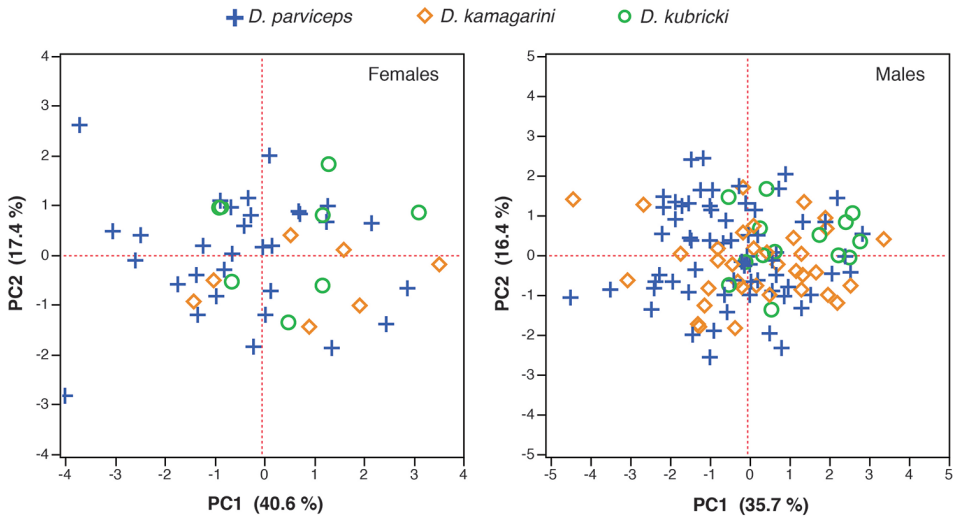 D. parviceps D. kamagarini D. kubricki
Females
4
3
2
1
0
-1
-2
-3
-4
PC2 (17.4 %)
-4 -3 -2 -1 0 1 2 3 4
PC1 (40.6 %)
Males
5
4
3
2
1
0
-1
-2
-3
-4
-5
PC2 (16.4 %)
-5 -4 -3 -2 -1 0 1 2 3 4 5
PC1 (35.7 %)